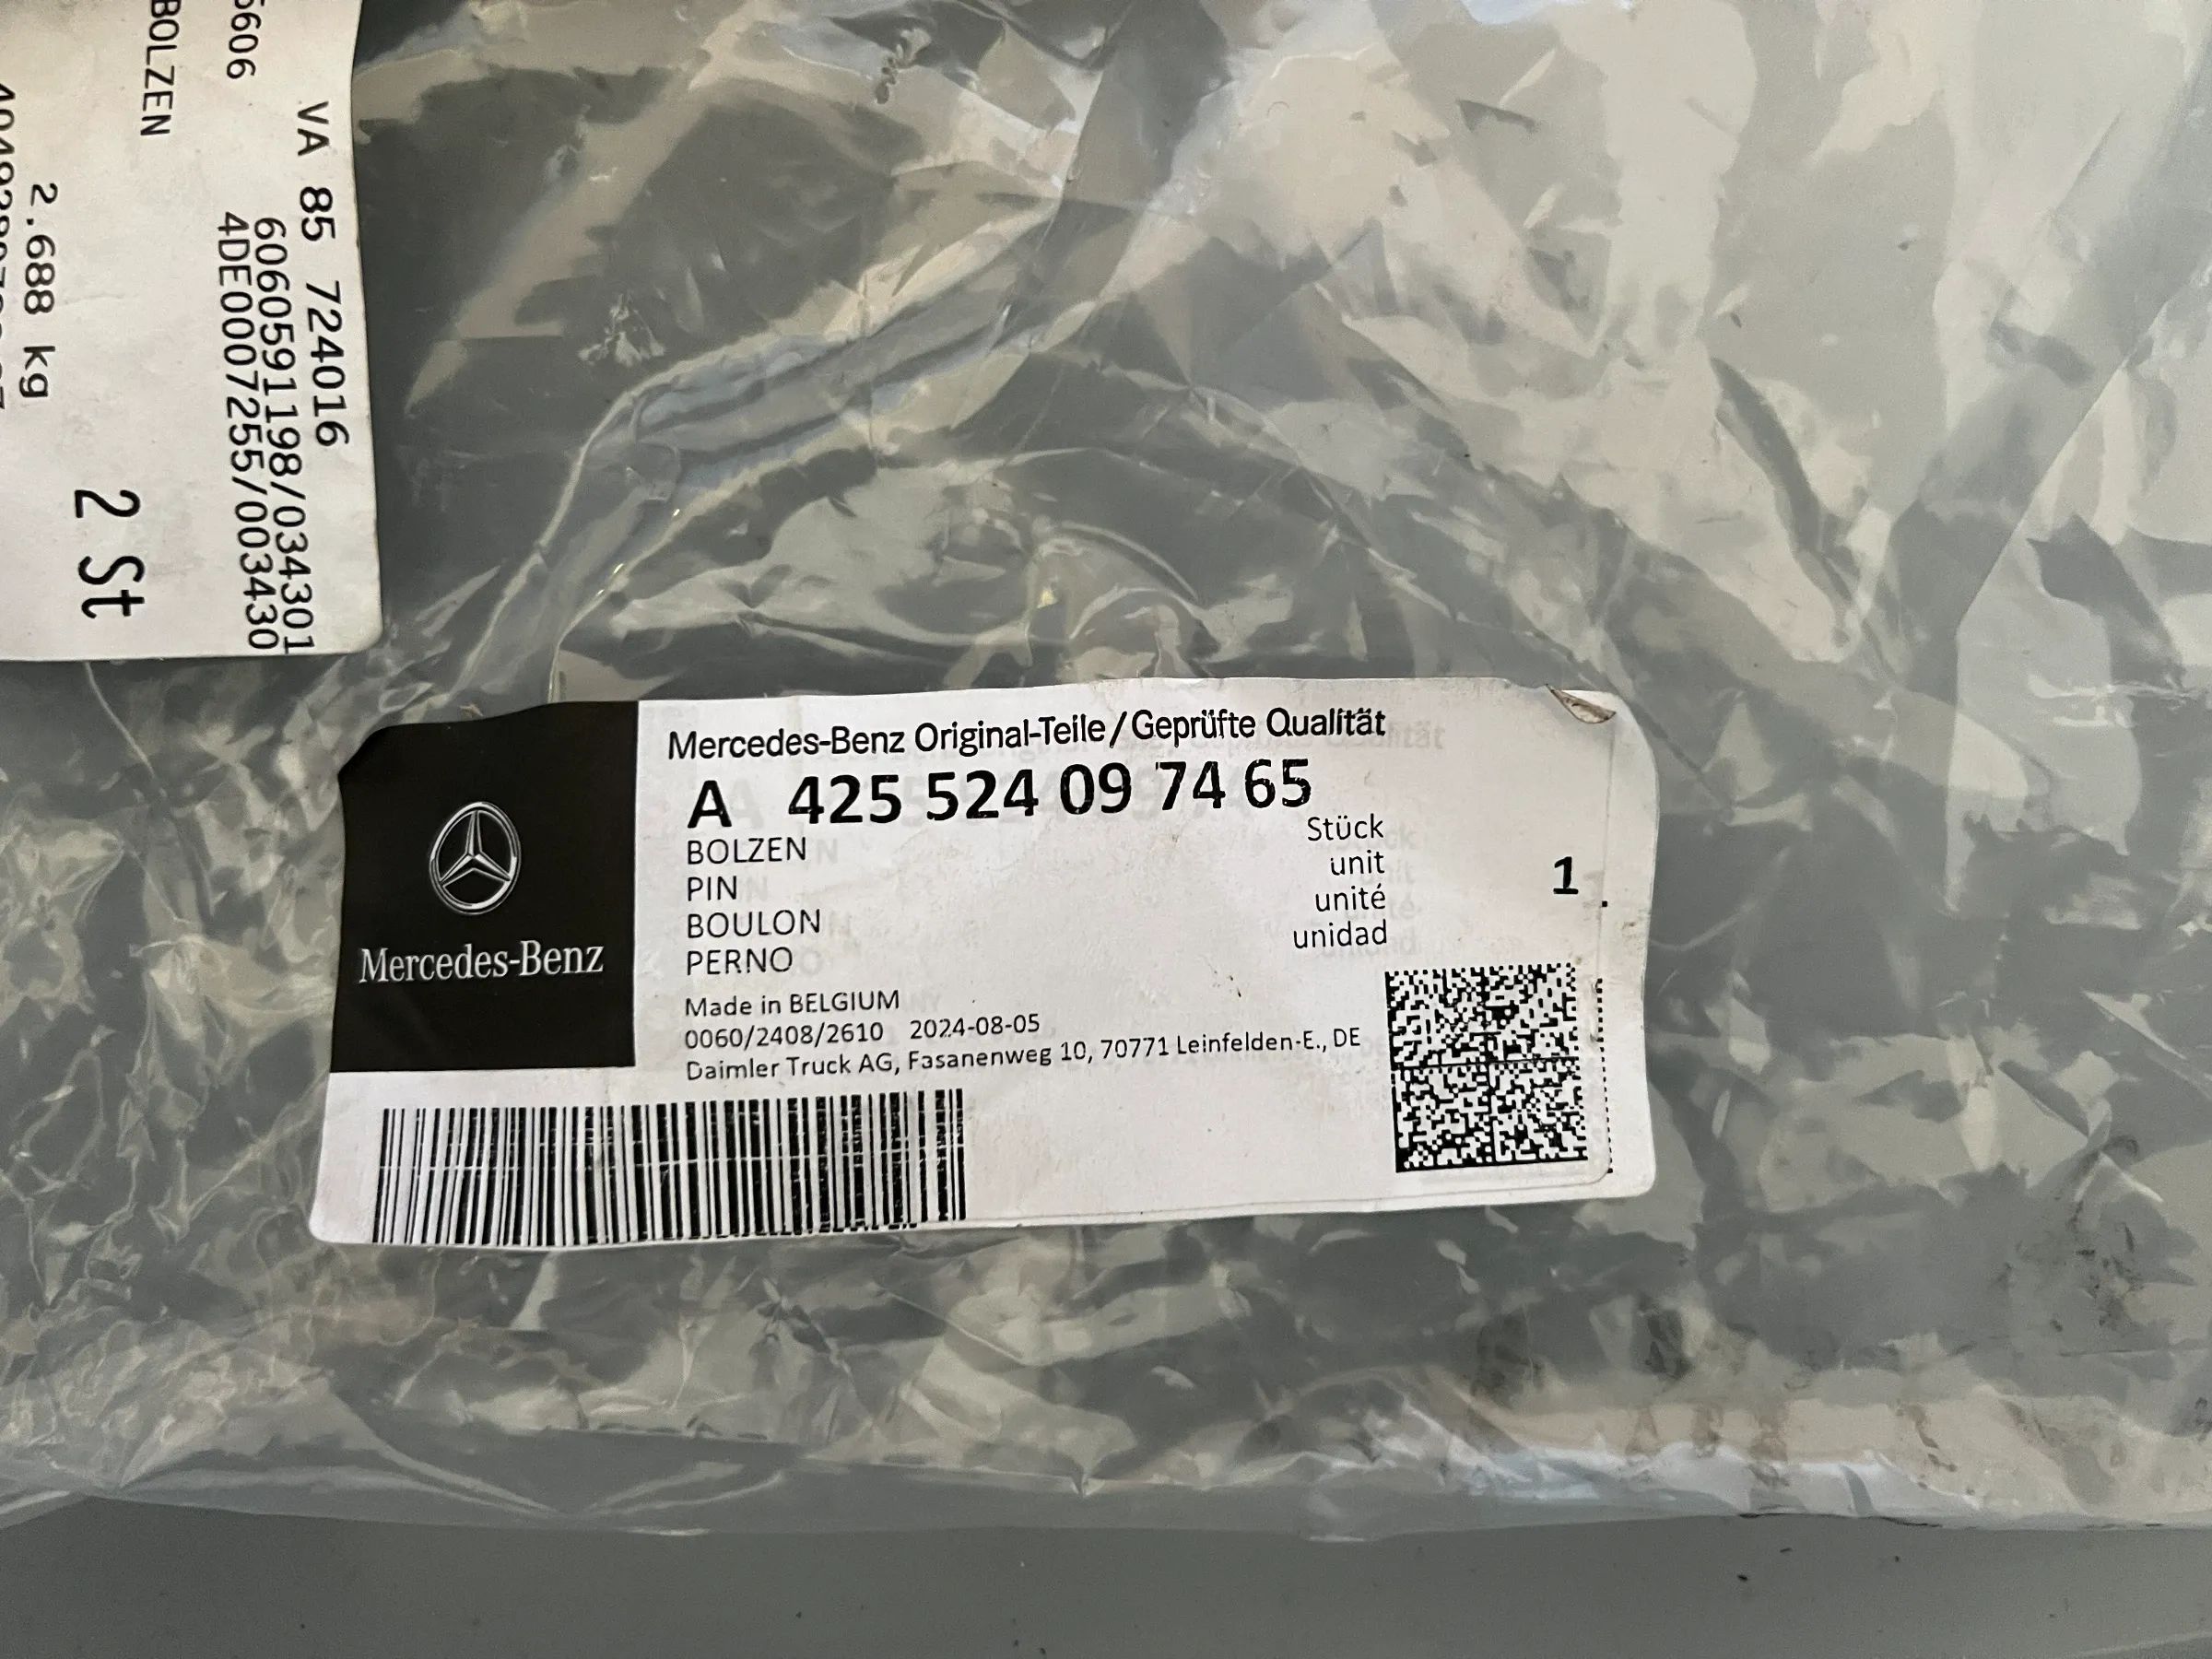 BOLZEN
6606
VA 85 724016
6060591198/034301
4DE0007255/003430
2.688 kg
2 St
Mercedes-Benz
Mercedes-Benz Original-Teile/Geprüfte Qualität
A 425 524 09 74 65
BOLZEN
PIN
BOULON
PERNO
Stück
unit
unité
unidad
1
Made in BELGIUM
0060/2408/2610 2024-08-05
Daimler Truck AG, Fasanenweg 10, 70771 Leinfelden-E., DE